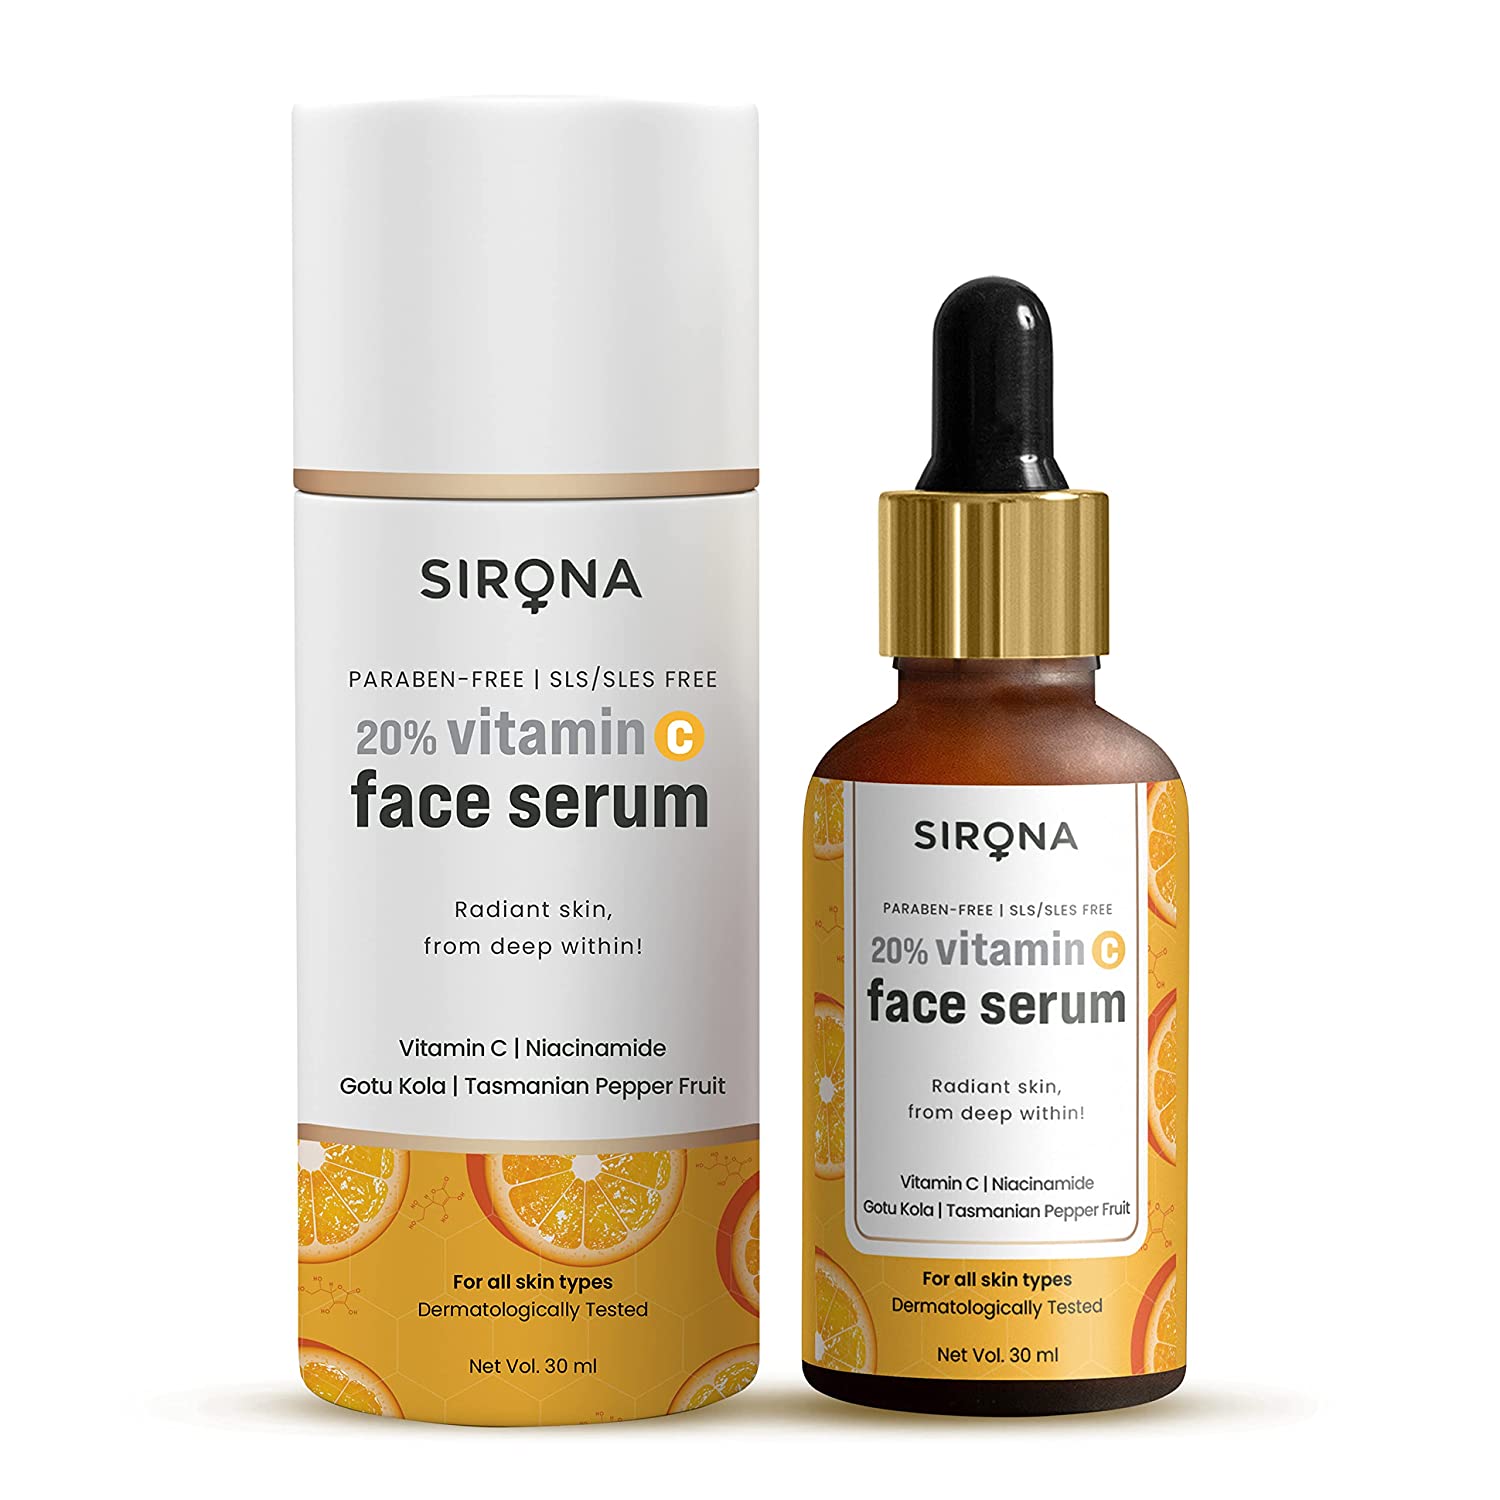 SIRONA
PARABEN-FREE | SLS/SLES FREE
20% vitamin C
face serum
Radiant skin,
from deep within!
Vitamin C | Niacinamide
Gotu Kola | Tasmanian Pepper Fruit
For all skin types
Dermatologically Tested
Net Vol. 30 ml
SIRONA
PARABEN-FREE | SLS/SLES FREE
20% vitamin C
face serum
Radiant skin,
from deep within!
Vitamin C | Niacinamide
Gotu Kola | Tasmanian Pepper Fruit
For all skin types
Dermatologically Tested
Net Vol. 30 ml